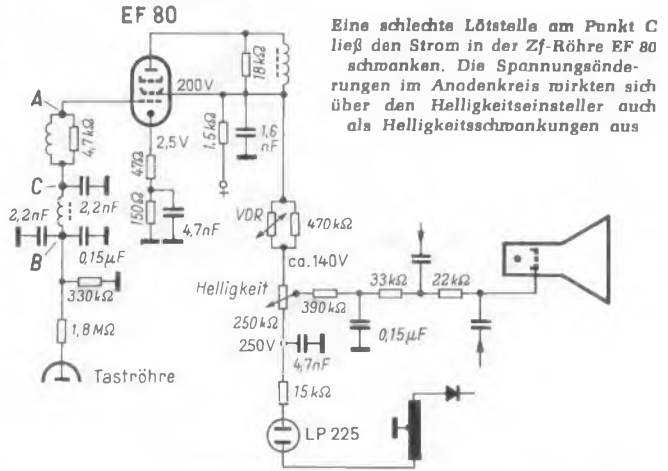 EF 80
Eine schlechte Lötstelle am Punkt C
ließ den Strom in der Zf-Röhre EF 80
schwanken. Die Spannungsände-
rungen im Anodenkreis wirkten sich
über den Helligkeitseinsteller auch
als Helligkeitsschwankungen aus
18kΩ
200V
A
4,7kΩ
2,5V
1,5kΩ
1,6
nF
47Ω
C
2,2nF
2,2nF
150Ω
4,7nF
VDR
470kΩ
B
0,15µF
ca.140V
330kΩ
Helligkeit
33kΩ
22kΩ
390kΩ
250kΩ
0,15µF
1,8MΩ
250V
4,7nF
Taströhre
15kΩ
LP 225